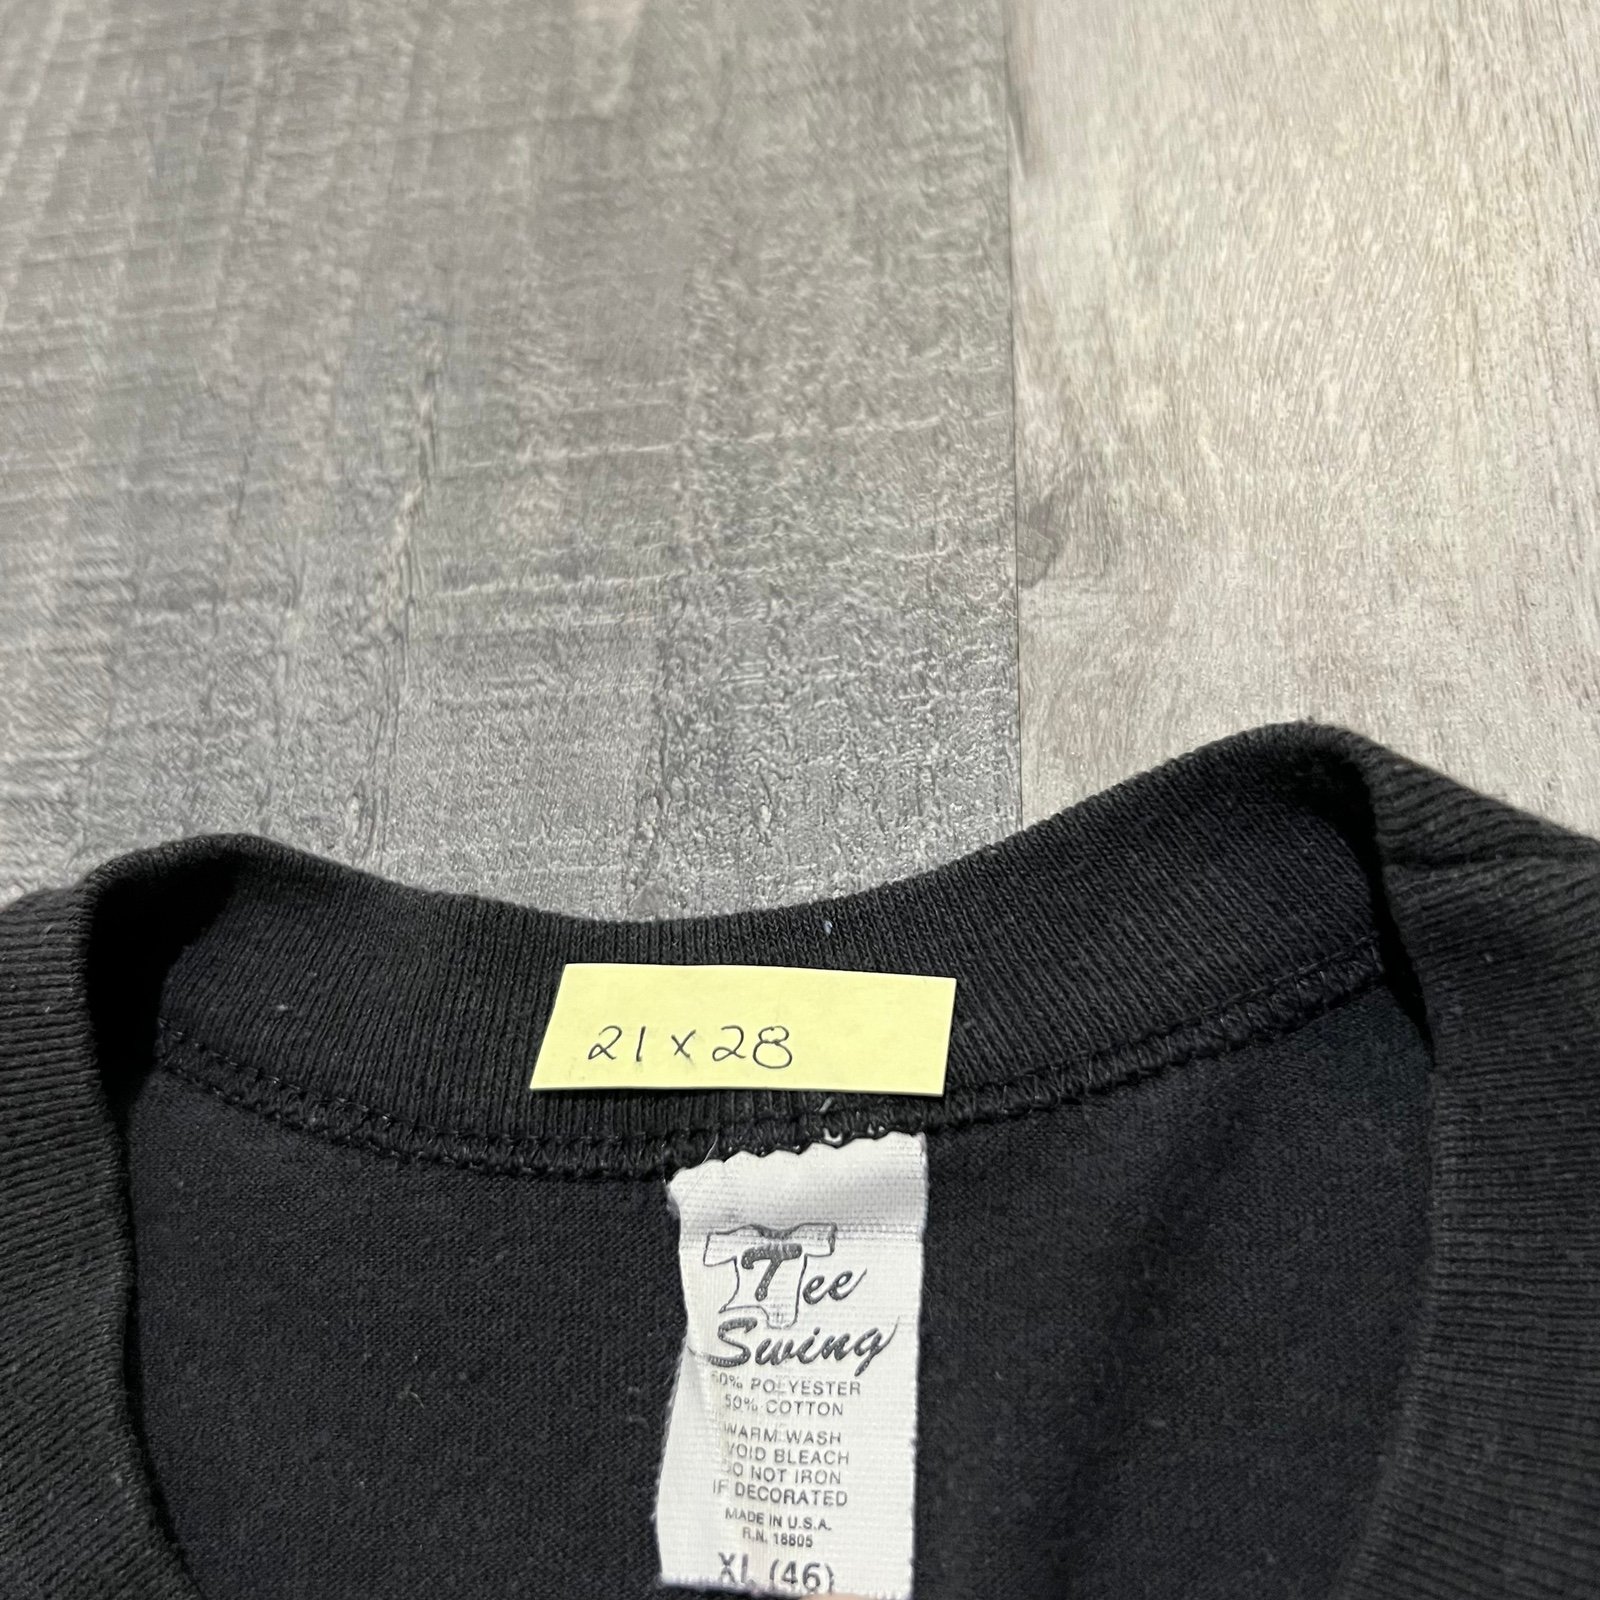 21 x 28
Tee
Swing
50% POLYESTER
50% COTTON
WARM WASH
AVOID BLEACH
DO NOT IRON
IF DECORATED
MADE IN U.S.A.
R.N. 18805
XL (46)